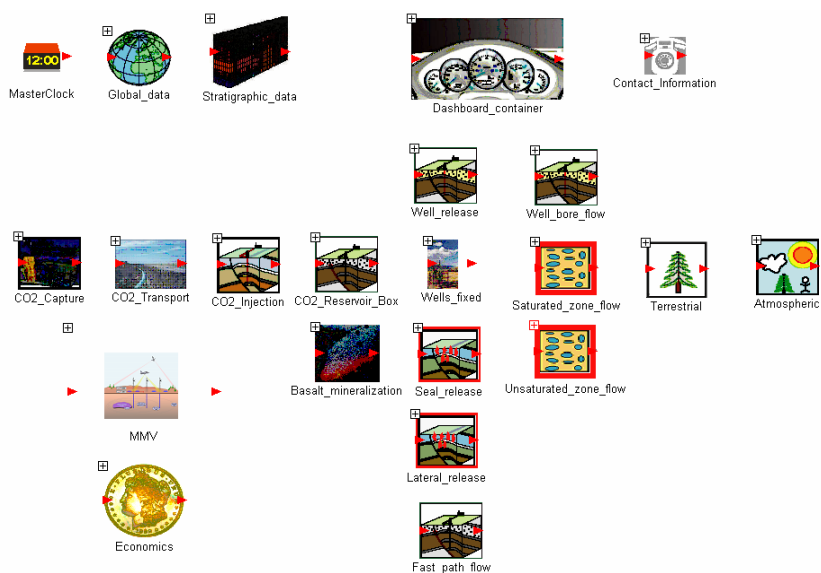 12:00
MasterClock
Global_data
Stratigraphic_data
Dashboard_container
Contact_Information
Well_release
Well_bore_flow
CO2_Capture
CO2_Transport
CO2_Injection
CO2_Reservoir_Box
Wells_fixed
Saturated_zone_flow
Terrestrial
Atmospheric
MMV
Basalt_mineralization
Seal_release
Unsaturated_zone_flow
Lateral_release
Economics
Fast_path_flow